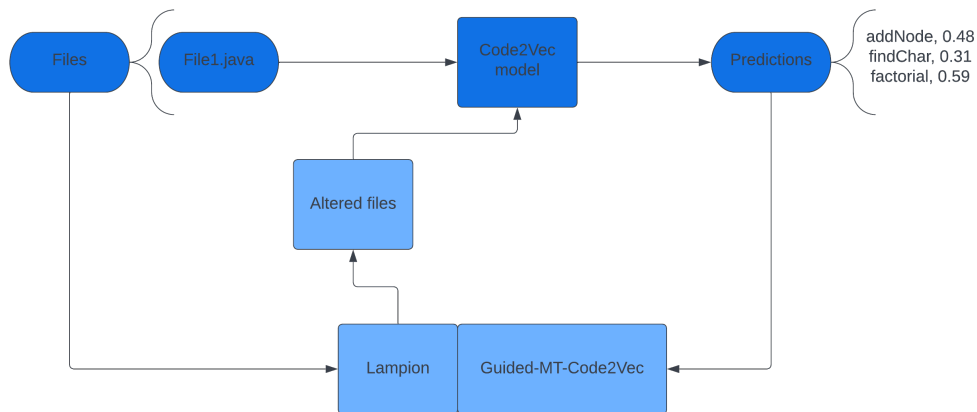 Files
File1.java
Code2Vec
model
Predictions
addNode, 0.48
findChar, 0.31
factorial, 0.59
Altered files
Lampion
Guided-MT-Code2Vec